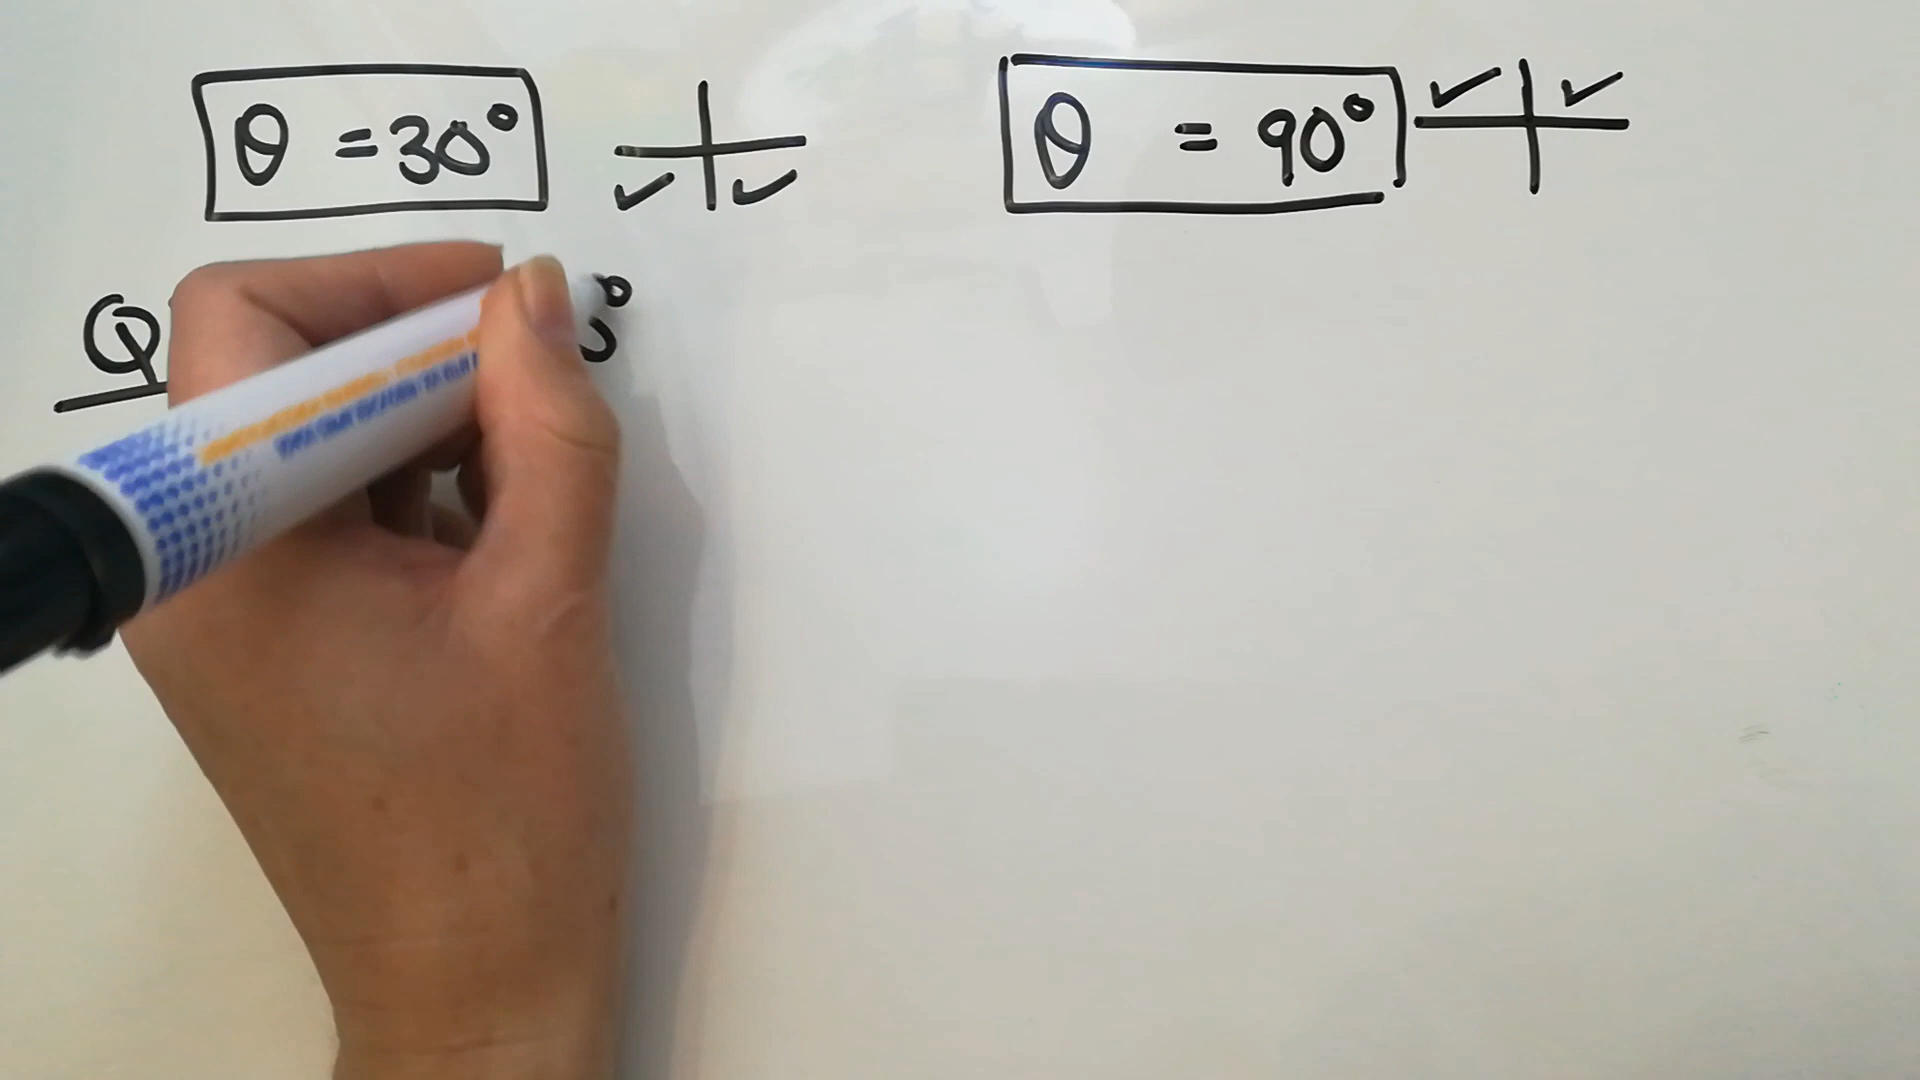 θ = 30° ✓ ✓
θ = 90° ✓ ✓
Q